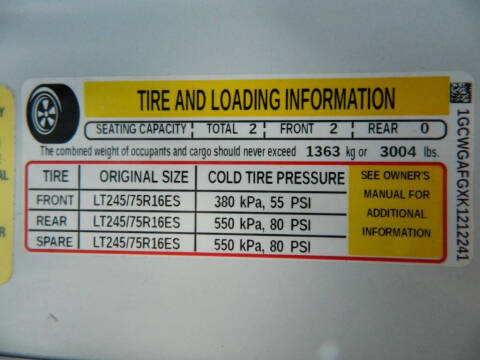 TIRE AND LOADING INFORMATION
SEATING CAPACITY TOTAL 2 FRONT 2 REAR 0
The combined weight of occupants and cargo should never exceed 1363 kg or 3004 lbs.
TIRE ORIGINAL SIZE COLD TIRE PRESSURE
FRONT LT245/75R16ES 380 kPa, 55 PSI
REAR LT245/75R16ES 550 kPa, 80 PSI
SPARE LT245/75R16ES 550 kPa, 80 PSI
SEE OWNER'S
MANUAL FOR
ADDITIONAL
INFORMATION
1GCWGAFGXK1212241